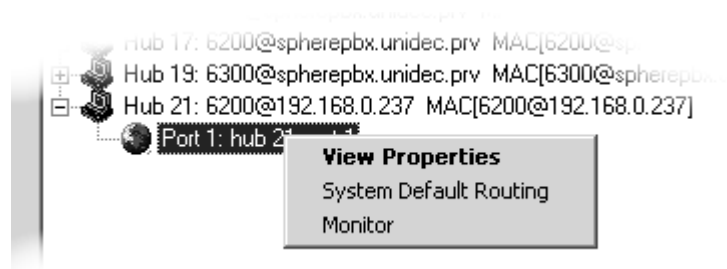 Hub 17: 6200@spherepbx.unidec.prv MAC[6200@
Hub 19: 6300@spherepbx.unidec.prv MAC[6300@spherepbx
Hub 21: 6200@192.168.0.237 MAC[6200@192.168.0.237]
Port 1: hub 21
View Properties
System Default Routing
Monitor